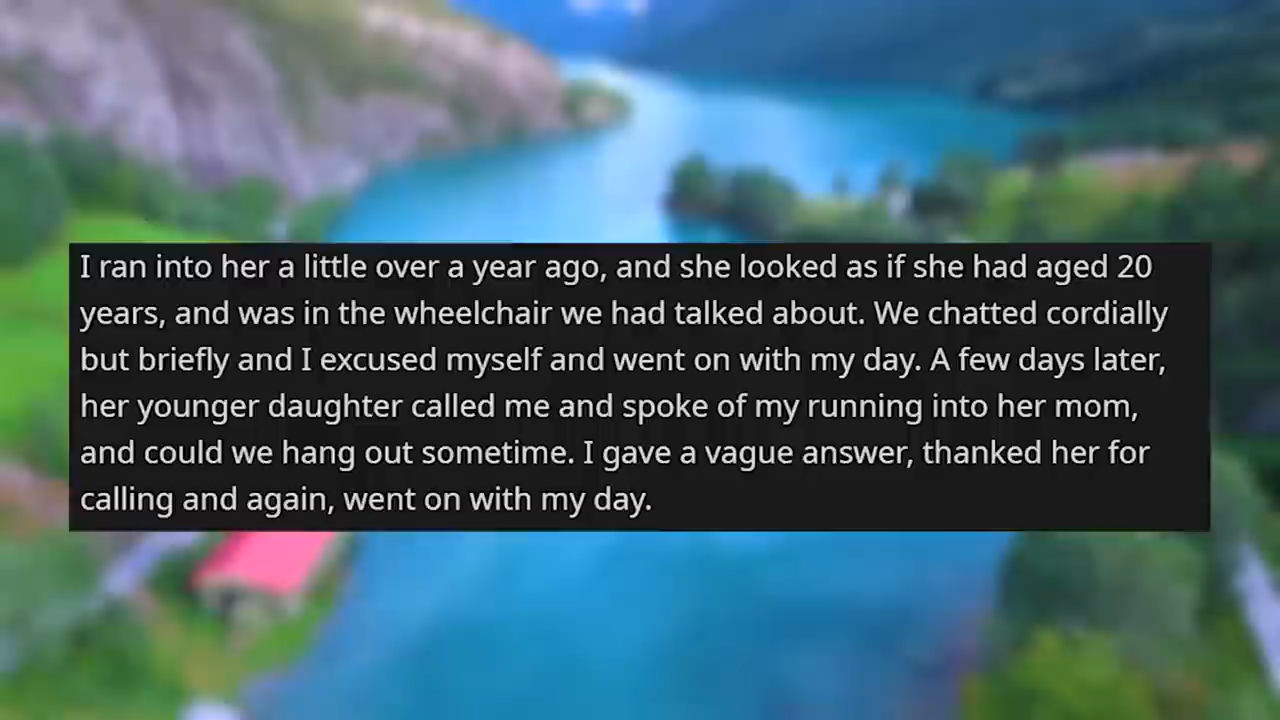 I ran into her a little over a year ago, and she looked as if she had aged 20
years, and was in the wheelchair we had talked about. We chatted cordially
but briefly and I excused myself and went on with my day. A few days later,
her younger daughter called me and spoke of my running into her mom,
and could we hang out sometime. I gave a vague answer, thanked her for
calling and again, went on with my day.